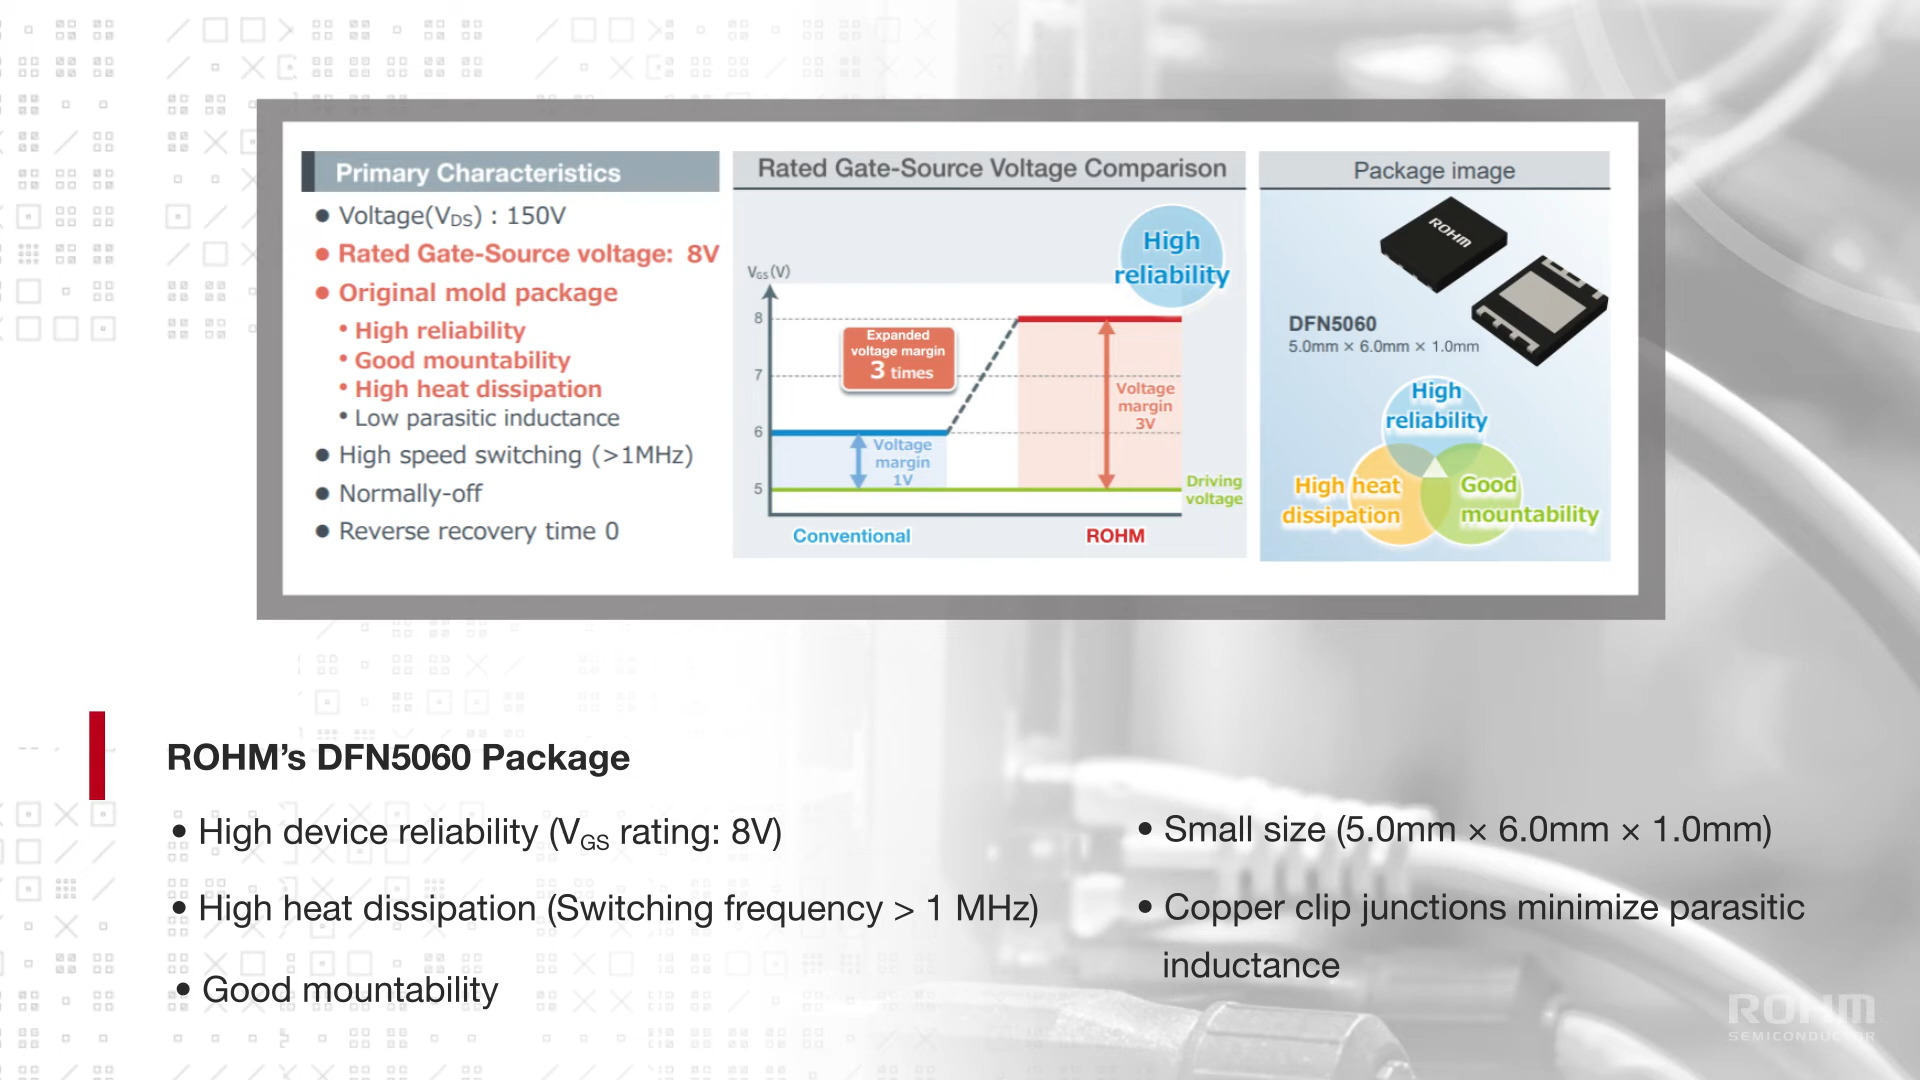 Primary Characteristics
● Voltage(VDS) : 150V
● Rated Gate-Source voltage: 8V
● Original mold package
• High reliability
• Good mountability
• High heat dissipation
• Low parasitic inductance
● High speed switching (>1MHz)
● Normally-off
● Reverse recovery time 0
Rated Gate-Source Voltage Comparison
High
reliability
VGS(V)
8
7
6
5
Expanded
voltage margin
3 times
Voltage
margin
1V
Voltage
margin
3V
Driving
voltage
Conventional
ROHM
Package image
ROHM
DFN5060
5.0mm × 6.0mm × 1.0mm
High
reliability
High heat
dissipation
Good
mountability
ROHM’s DFN5060 Package
• High device reliability (VGS rating: 8V)
• High heat dissipation (Switching frequency > 1 MHz)
• Good mountability
• Small size (5.0mm × 6.0mm × 1.0mm)
• Copper clip junctions minimize parasitic
inductance
ROHM
SEMICONDUCTOR